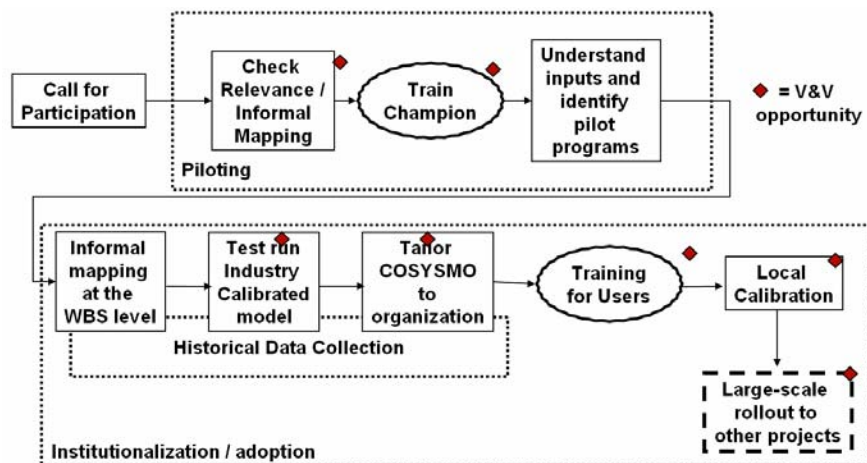 Call for
Participation
Check
Relevance /
Informal
Mapping
Train
Champion
Understand
inputs and
identify
pilot
programs
= V&V
opportunity
Piloting
Informal
mapping
at the
WBS level
Test run
Industry
Calibrated
model
Tailor
COSYSMO
to
organization
Training
for Users
Local
Calibration
Historical Data Collection
Large-scale
rollout to
other projects
Institutionalization / adoption